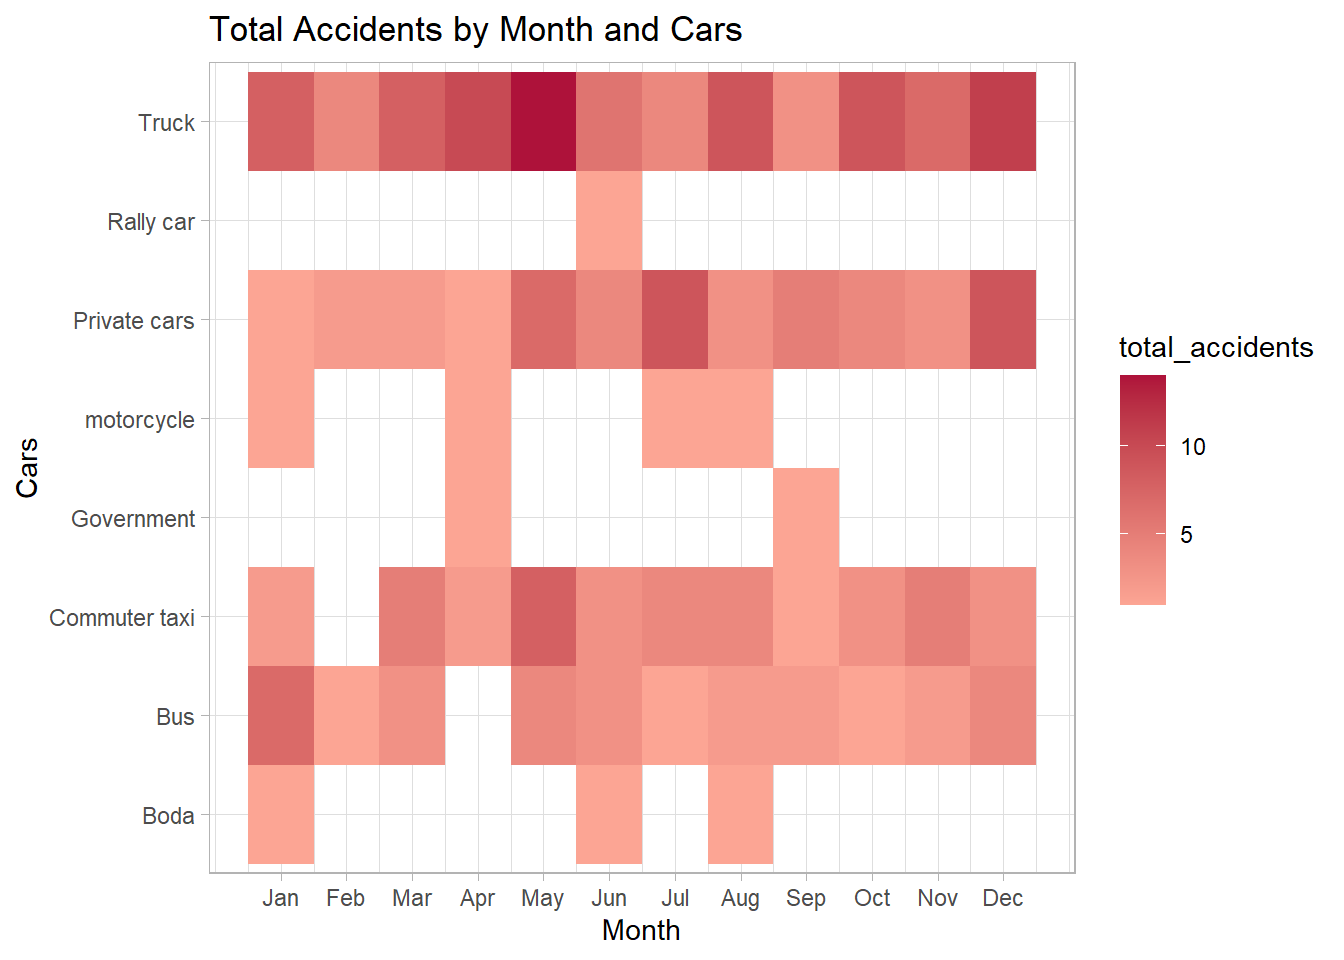 Total Accidents by Month and Cars
Truck
Rally car
Private cars
motorcycle
Government
Commuter taxi
Bus
Boda
Cars
Jan Feb Mar Apr May Jun Jul Aug Sep Oct Nov Dec
Month
total_accidents
10
5